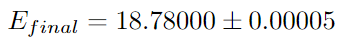 E_{final} = 18.78000 ± 0.00005